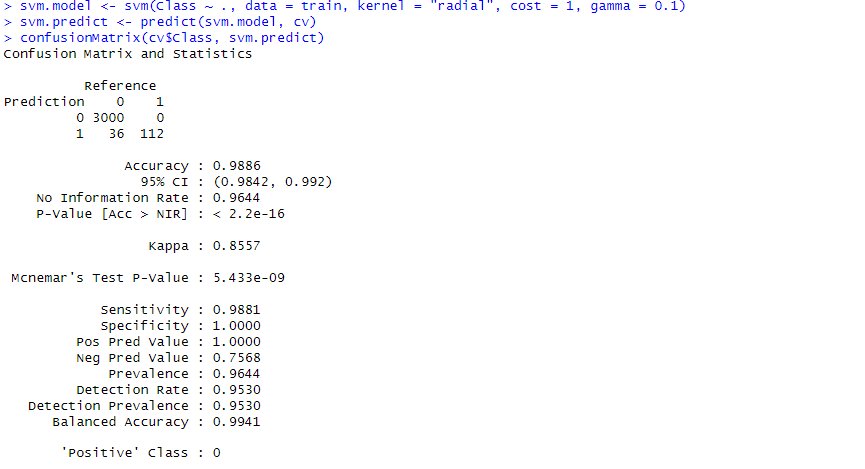 > svm.model <- svm(Class ~ ., data = train, kernel = "radial", cost = 1, gamma = 0.1)
> svm.predict <- predict(svm.model, cv)
> confusionMatrix(cv$Class, svm.predict)
Confusion Matrix and Statistics
Reference
Prediction 0 1
0 3000 0
1 36 112
Accuracy : 0.9886
95% CI : (0.9842, 0.992)
No Information Rate : 0.9644
P-Value [Acc > NIR] : < 2.2e-16
Kappa : 0.8557
Mcnemar's Test P-Value : 5.433e-09
Sensitivity : 0.9881
Specificity : 1.0000
Pos Pred Value : 1.0000
Neg Pred Value : 0.7568
Prevalence : 0.9644
Detection Rate : 0.9530
Detection Prevalence : 0.9530
Balanced Accuracy : 0.9941
'Positive' Class : 0